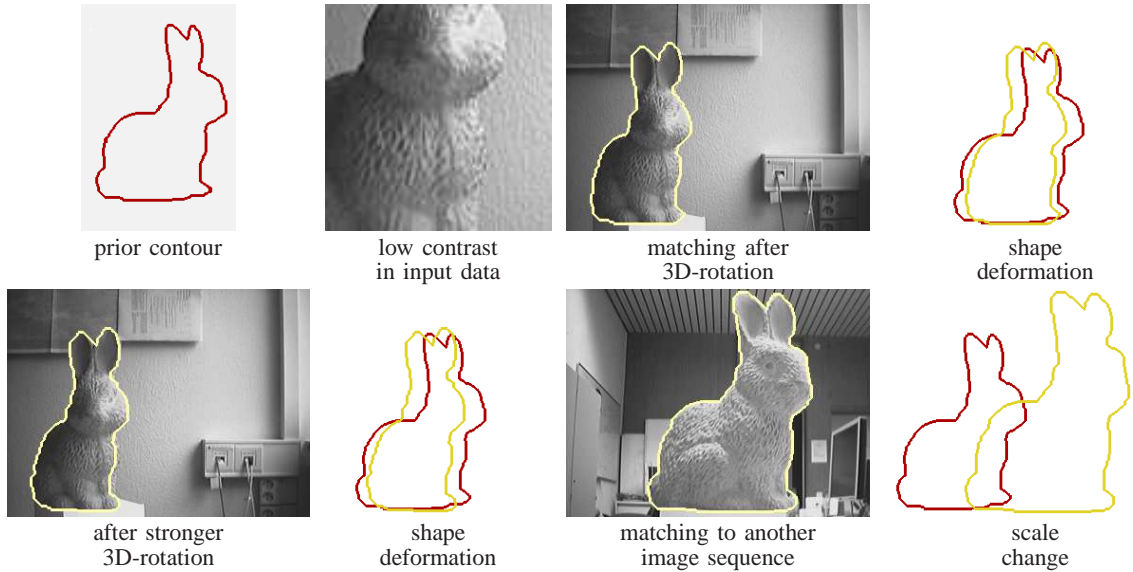 prior contour
low contrast
in input data
matching after
3D-rotation
shape
deformation
after stronger
3D-rotation
shape
deformation
matching to another
image sequence
scale
change